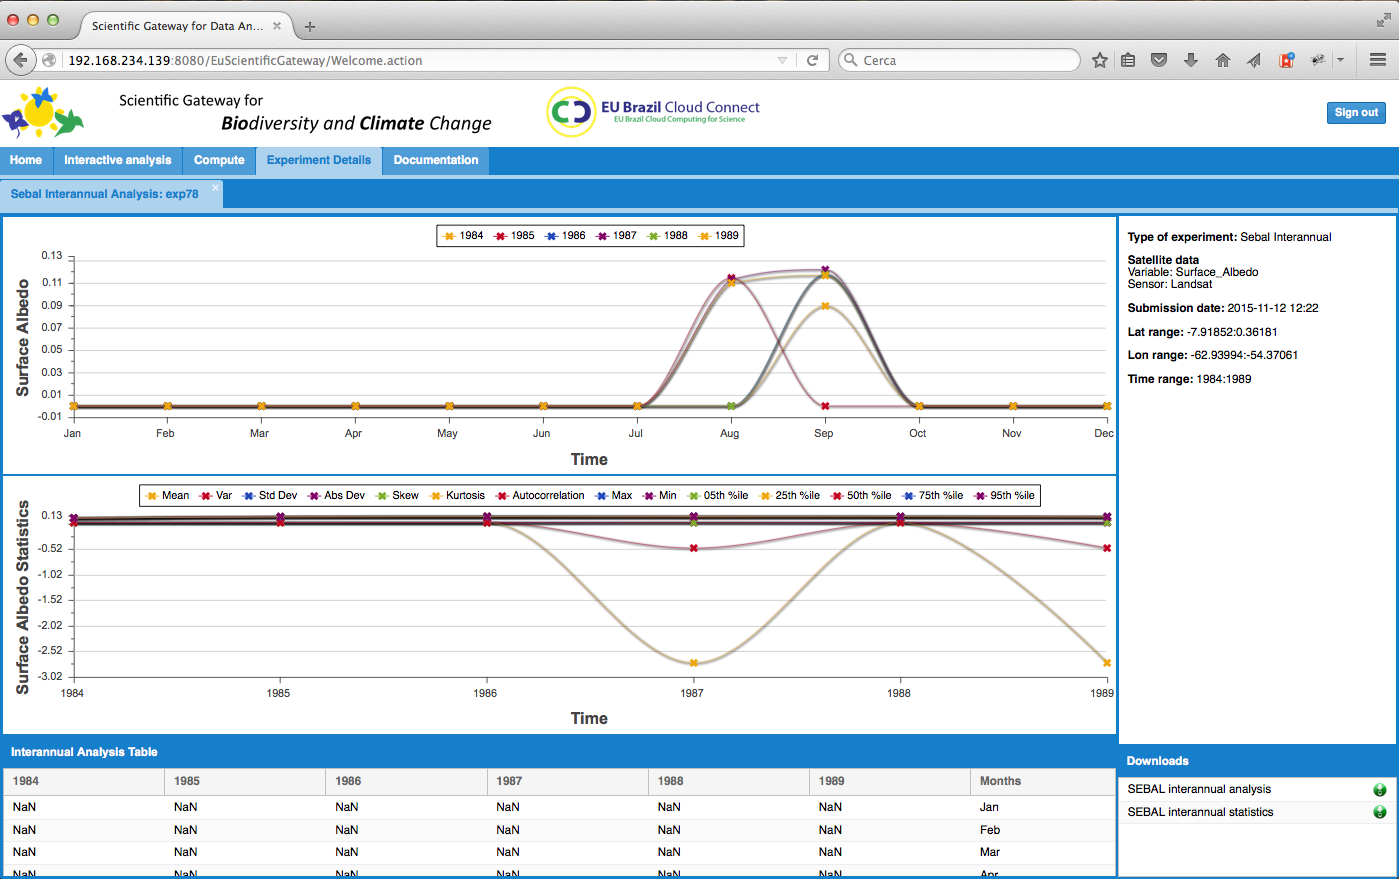 Scientific Gateway for Data An...
192.168.234.139:8080/EuScientificGateway/Welcome.action
Cerca
Scientific Gateway for
Biodiversity and Climate Change
EU Brazil Cloud Connect
EU Brazil Cloud Computing for Science
Sign out
Home Interactive analysis Compute Experiment Details Documentation
Sebal Interannual Analysis: exp78
1984 1985 1986 1987 1988 1989
Surface Albedo
0.13
0.11
0.09
0.07
0.05
0.03
0.01
-0.01
Jan Feb Mar Apr May Jun Jul Aug Sep Oct Nov Dec
Time
Mean Var Std Dev Abs Dev Skew Kurtosis Autocorrelation Max Min 05th %ile 25th %ile 50th %ile 75th %ile 95th %ile
Surface Albedo Statistics
0.13
-0.52
-1.02
-1.52
-2.02
-2.52
-3.02
1984 1985 1986 1987 1988 1989
Time
Type of experiment: Sebal Interannual
Satellite data
Variable: Surface_Albedo
Sensor: Landsat
Submission date: 2015-11-12 12:22
Lat range: -7.91852:0.36181
Lon range: -62.93994:-54.37061
Time range: 1984:1989
Interannual Analysis Table
1984 1985 1986 1987 1988 1989 Months
NaN NaN NaN NaN NaN NaN Jan
NaN NaN NaN NaN NaN NaN Feb
NaN NaN NaN NaN NaN NaN Mar
NaN NaN NaN NaN NaN NaN Apr
Downloads
SEBAL interannual analysis
SEBAL interannual statistics